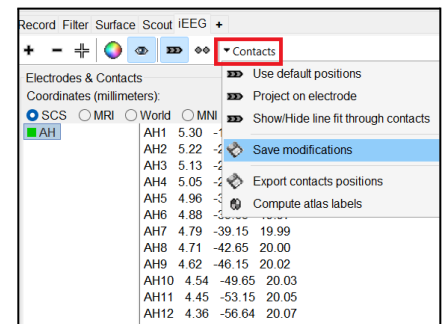 Record Filter Surface Scout iEEG +
Contacts
Use default positions
Project on electrode
Show/Hide line fit through contacts
Save modifications
Export contacts positions
Compute atlas labels
Electrodes & Contacts
Coordinates (millimeters):
SCS MRI World MNI
AH
AH1 5.30
AH2 5.22
AH3 5.13
AH4 5.05
AH5 4.96
AH6 4.88
AH7 4.79 -39.15 19.99
AH8 4.71 -42.65 20.00
AH9 4.62 -46.15 20.02
AH10 4.54 -49.65 20.03
AH11 4.45 -53.15 20.05
AH12 4.36 -56.64 20.07